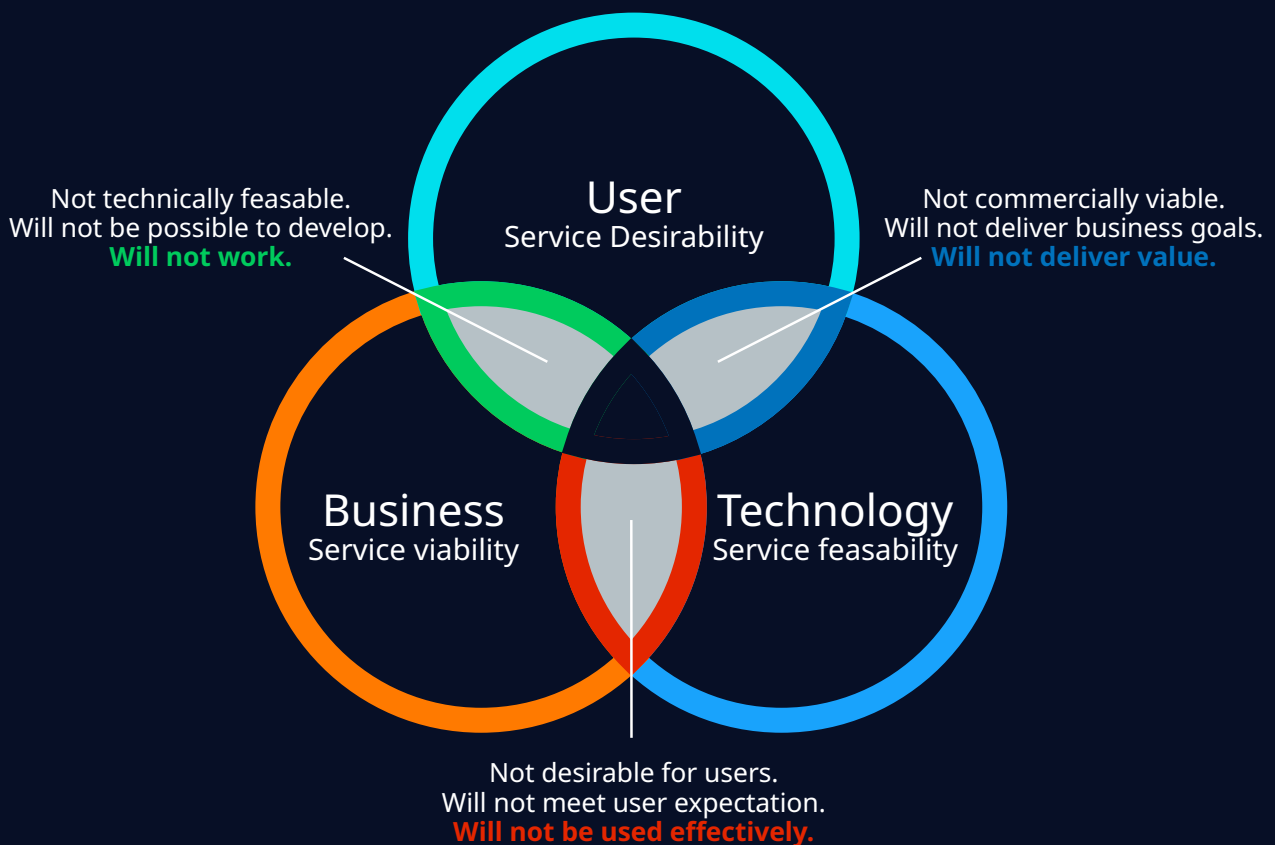 User
Service Desirability
Not technically feasable.
Will not be possible to develop.
Will not work.
Not commercially viable.
Will not deliver business goals.
Will not deliver value.
Business
Service viability
Technology
Service feasability
Not desirable for users.
Will not meet user expectation.
Will not be used effectively.